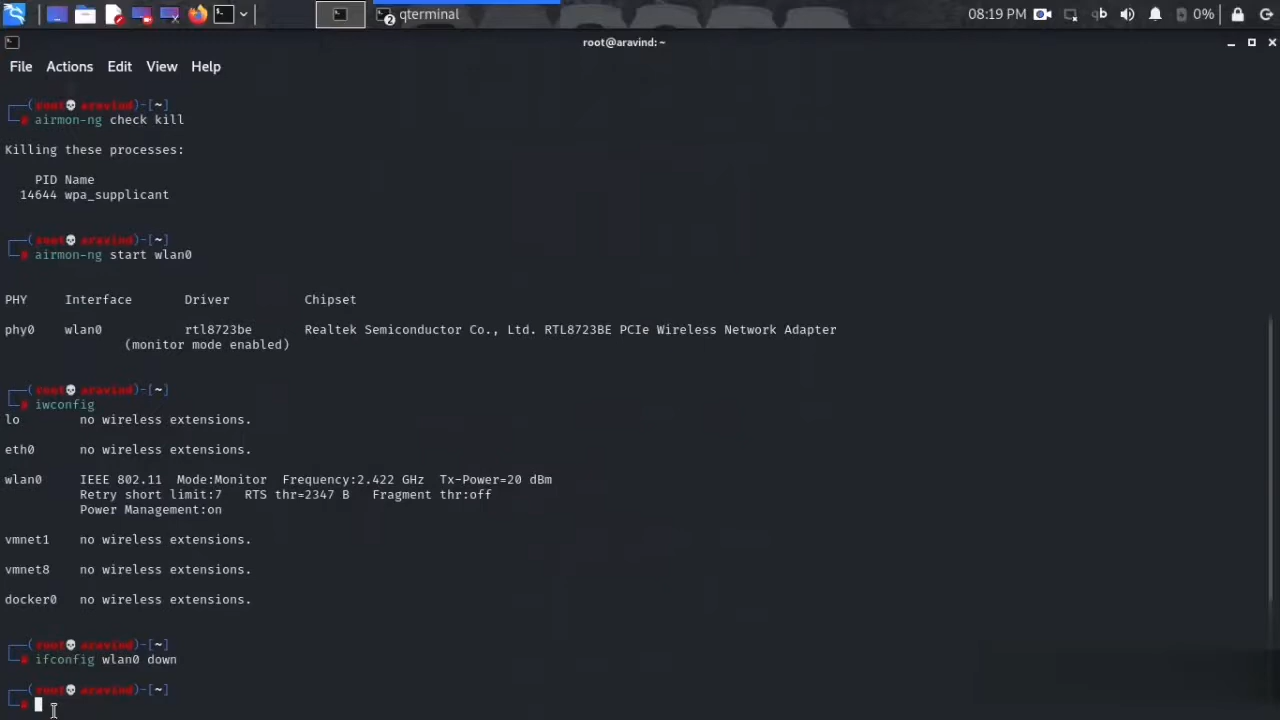 qterminal
08:19 PM
0%
root@aravind: ~
File Actions Edit View Help
┌──(root💀aravind)-[~]
└─# airmon-ng check kill
Killing these processes:
PID Name
14644 wpa_supplicant
┌──(root💀aravind)-[~]
└─# airmon-ng start wlan0
PHY Interface Driver Chipset
phy0 wlan0 rtl8723be Realtek Semiconductor Co., Ltd. RTL8723BE PCIe Wireless Network Adapter
(monitor mode enabled)
┌──(root💀aravind)-[~]
└─# iwconfig
lo no wireless extensions.
eth0 no wireless extensions.
wlan0 IEEE 802.11 Mode:Monitor Frequency:2.422 GHz Tx-Power=20 dBm
Retry short limit:7 RTS thr=2347 B Fragment thr:off
Power Management:on
vmnet1 no wireless extensions.
vmnet8 no wireless extensions.
docker0 no wireless extensions.
┌──(root💀aravind)-[~]
└─# ifconfig wlan0 down
┌──(root💀aravind)-[~]
└─#